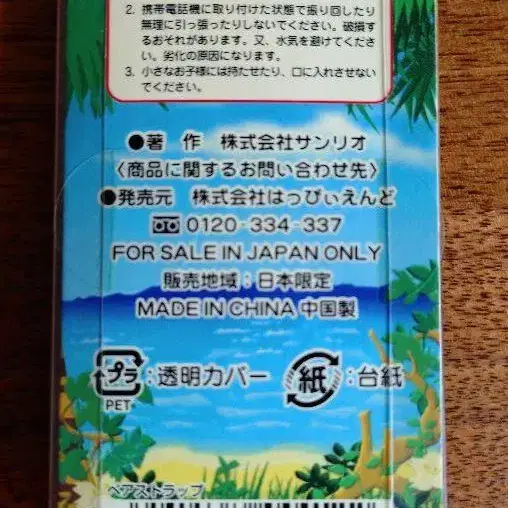 2. 携帯電話機に取り付けた状態で振り回したり
無理に引っ張ったりしないでください。破損す
るおそれがあります。又、水気を避けてくださ
い。劣化の原因になります。
3. 小さなお子様には持たせたり、口に入れさせない
でください。
●著 作 株式会社サンリオ
〈商品に関するお問い合わせ先〉
●発売元 株式会社はっぴぃえんど
0120-334-337
FOR SALE IN JAPAN ONLY
販売地域：日本限定
MADE IN CHINA 中国製
プラ：透明カバー 紙：台紙
PET
ペアストラップ